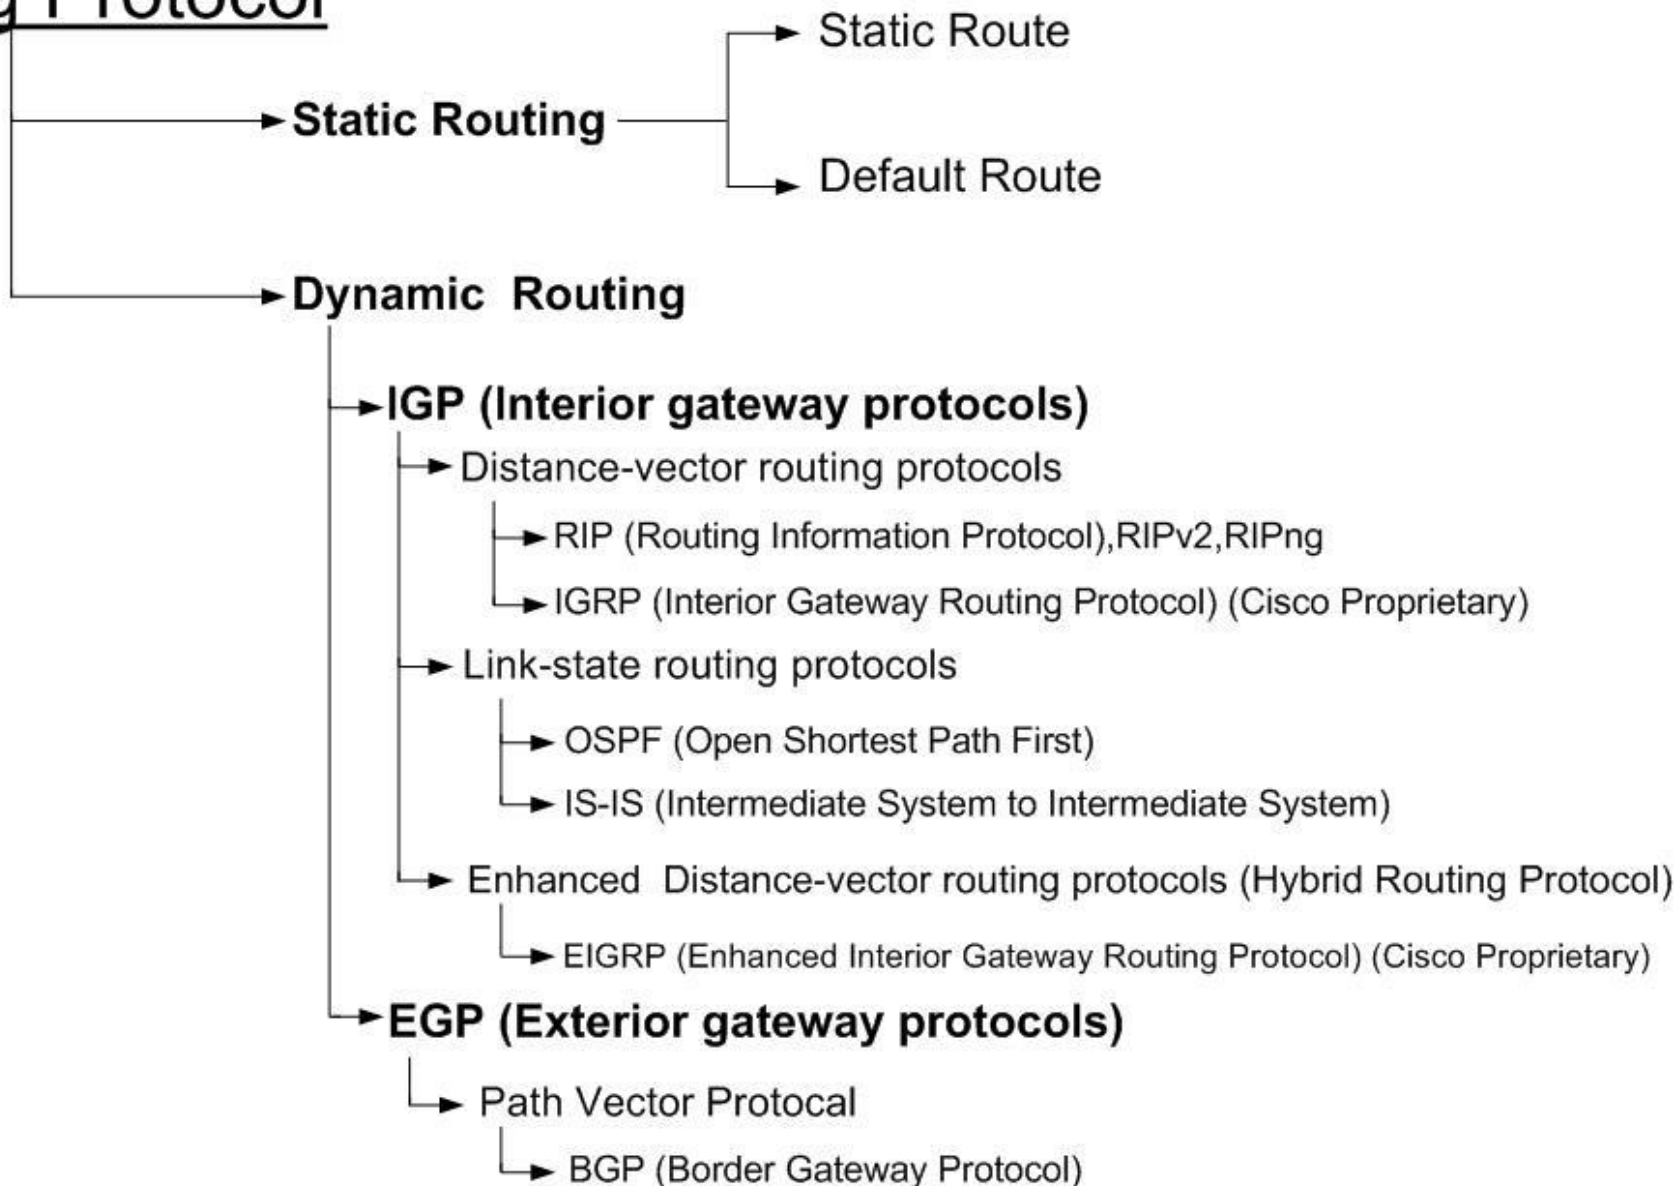 g Protocol
Static Route
Static Routing
Default Route
Dynamic  Routing
IGP (Interior gateway protocols)
Distance-vector routing protocols
RIP (Routing Information Protocol),RIPv2,RIPng
IGRP (Interior Gateway Routing Protocol) (Cisco Proprietary)
Link-state routing protocols
OSPF (Open Shortest Path First)
IS-IS (Intermediate System to Intermediate System)
Enhanced  Distance-vector routing protocols (Hybrid Routing Protocol)
EIGRP (Enhanced Interior Gateway Routing Protocol) (Cisco Proprietary)
EGP (Exterior gateway protocols)
Path Vector Protocal
BGP (Border Gateway Protocol)